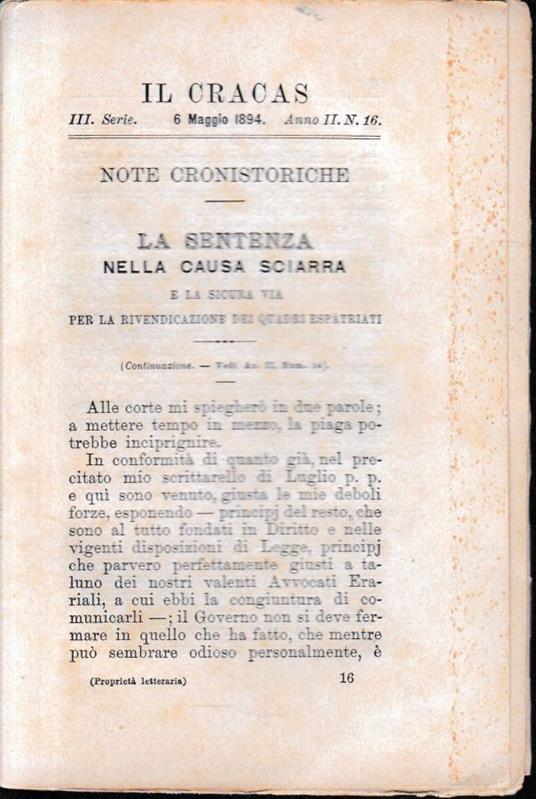 IL CRACAS
III. Serie. 6 Maggio 1894. Anno II. N. 16.
NOTE CRONISTORICHE
LA SENTENZA
NELLA CAUSA SCIARRA
E LA SICURA VIA
PER LA RIVENDICAZIONE DEI QUADRI ESPATRIATI
(Continuazione. — Vedi An. II. Num. 14).
Alle corte mi spiegherò in due parole;
a mettere tempo in mezzo, la piaga po-
trebbe inciprignire.
In conformità di quanto già, nel pre-
citato mio scrittarello di Luglio p. p.
e quì sono venuto, giusta le mie deboli
forze, esponendo — principj del resto, che
sono al tutto fondati in Diritto e nelle
vigenti disposizioni di Legge, principj
che parvero perfettamente giusti a ta-
luno dei nostri valenti Avvocati Era-
riali, a cui ebbi la congiuntura di co-
municarli —; il Governo non si deve fer-
mare in quello che ha fatto, che mentre
può sembrare odioso personalmente, è
(Proprietà letteraria) 16